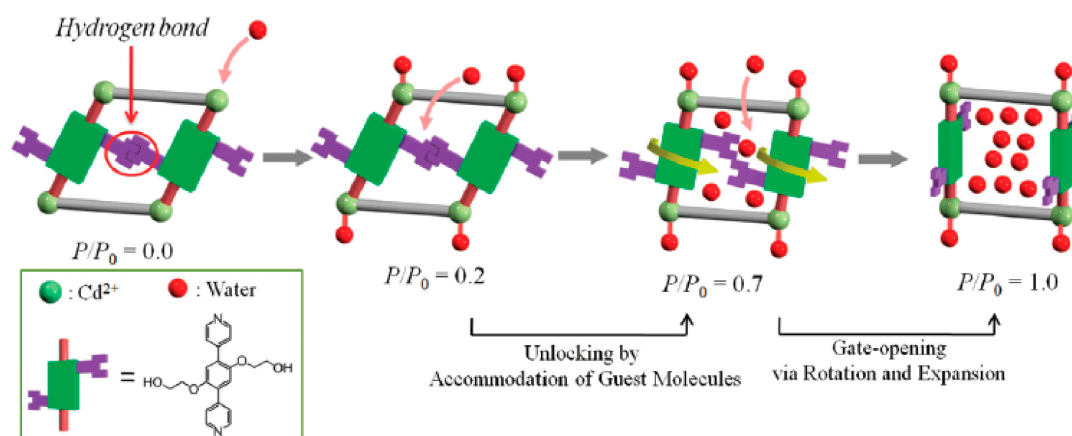 Hydrogen bond
P/P₀ = 0.0
P/P₀ = 0.2
P/P₀ = 0.7
P/P₀ = 1.0
: Cd²⁺
: Water
=
N
O
OH
HO
O
N
Unlocking by
Accommodation of Guest Molecules
Gate-opening
via Rotation and Expansion